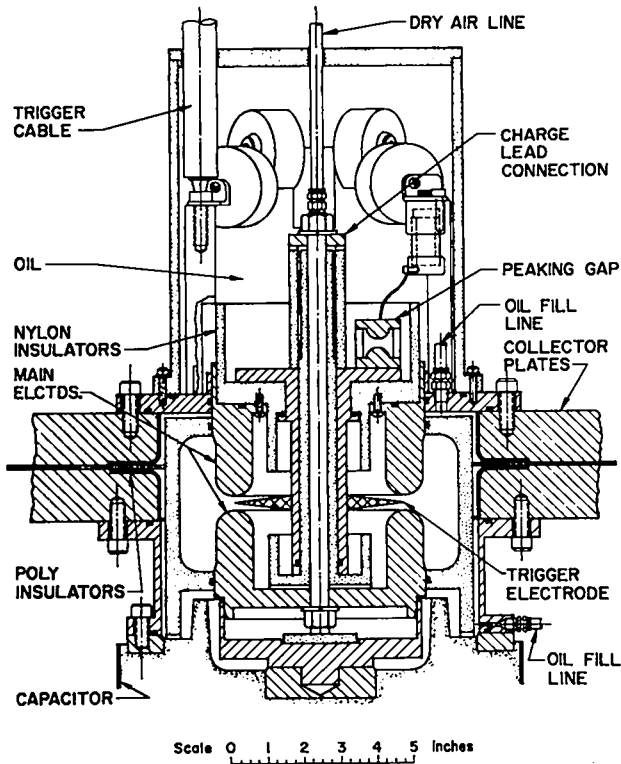 DRY AIR LINE
TRIGGER
CABLE
CHARGE
LEAD
CONNECTION
OIL
PEAKING GAP
OIL FILL
LINE
NYLON
INSULATORS
COLLECTOR
PLATES
MAIN
ELCTDS.
POLY
INSULATORS
TRIGGER
ELECTRODE
OIL FILL
LINE
CAPACITOR
Scale 0 1 2 3 4 5 Inches